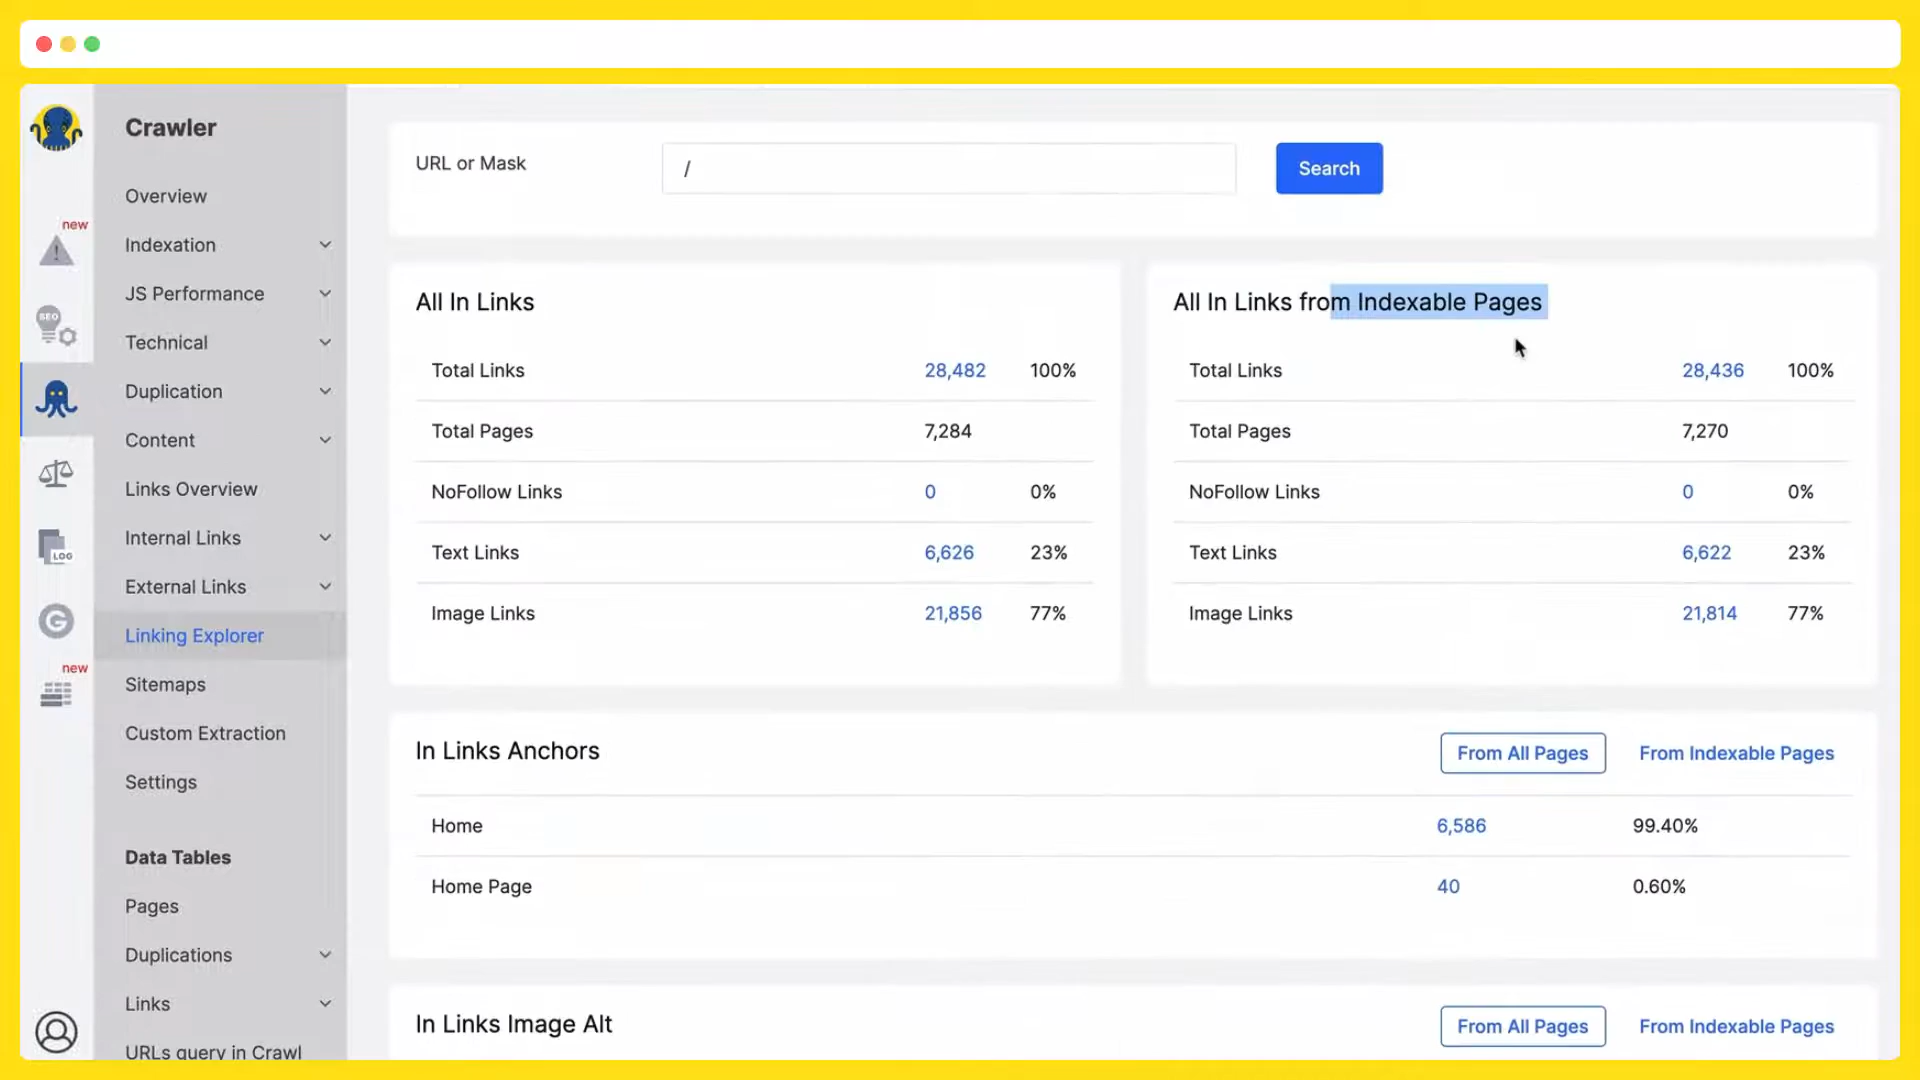 Crawler
Overview
new
Indexation
JS Performance
SEO
Technical
Duplication
Content
Links Overview
Internal Links
LOG
External Links
G
Linking Explorer
new
Sitemaps
Custom Extraction
Settings
Data Tables
Pages
Duplications
Links
URLs query in Crawl
URL or Mask
/
Search
All In Links
Total Links 28,482 100%
Total Pages 7,284
NoFollow Links 0 0%
Text Links 6,626 23%
Image Links 21,856 77%
All In Links from Indexable Pages
Total Links 28,436 100%
Total Pages 7,270
NoFollow Links 0 0%
Text Links 6,622 23%
Image Links 21,814 77%
In Links Anchors From All Pages From Indexable Pages
Home 6,586 99.40%
Home Page 40 0.60%
In Links Image Alt From All Pages From Indexable Pages